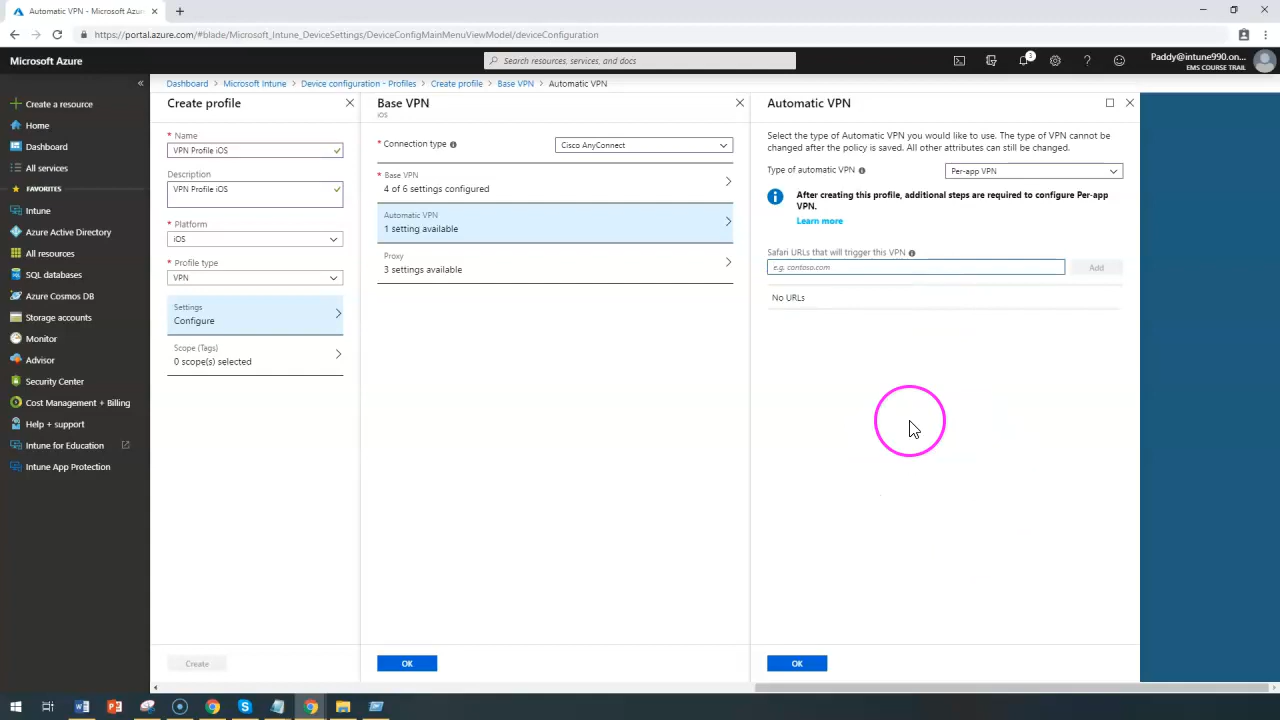 Automatic VPN - Microsoft Azu
https://portal.azure.com/#blade/Microsoft_Intune_DeviceSettings/DeviceConfigMainMenuViewModel/deviceConfiguration
Microsoft Azure
Search resources, services, and docs
3
Paddy@intune990.on...
EMS COURSE TRAIL
Create a resource
Home
Dashboard
All services
FAVORITES
Intune
Azure Active Directory
All resources
SQL databases
Azure Cosmos DB
Storage accounts
Monitor
Advisor
Security Center
Cost Management + Billing
Help + support
Intune for Education
Intune App Protection
Dashboard > Microsoft Intune > Device configuration - Profiles > Create profile > Base VPN > Automatic VPN
Create profile
* Name
VPN Profile iOS
Description
VPN Profile iOS
* Platform
iOS
* Profile type
VPN
Settings
Configure
Scope (Tags)
0 scope(s) selected
Create
Base VPN
iOS
* Connection type
Cisco AnyConnect
* Base VPN
4 of 6 settings configured
Automatic VPN
1 setting available
Proxy
3 settings available
OK
Automatic VPN
Select the type of Automatic VPN you would like to use. The type of VPN cannot be
changed after the policy is saved. All other attributes can still be changed.
Type of automatic VPN
Per-app VPN
After creating this profile, additional steps are required to configure Per-app
VPN.
Learn more
Safari URLs that will trigger this VPN
e.g. contoso.com
Add
No URLs
OK